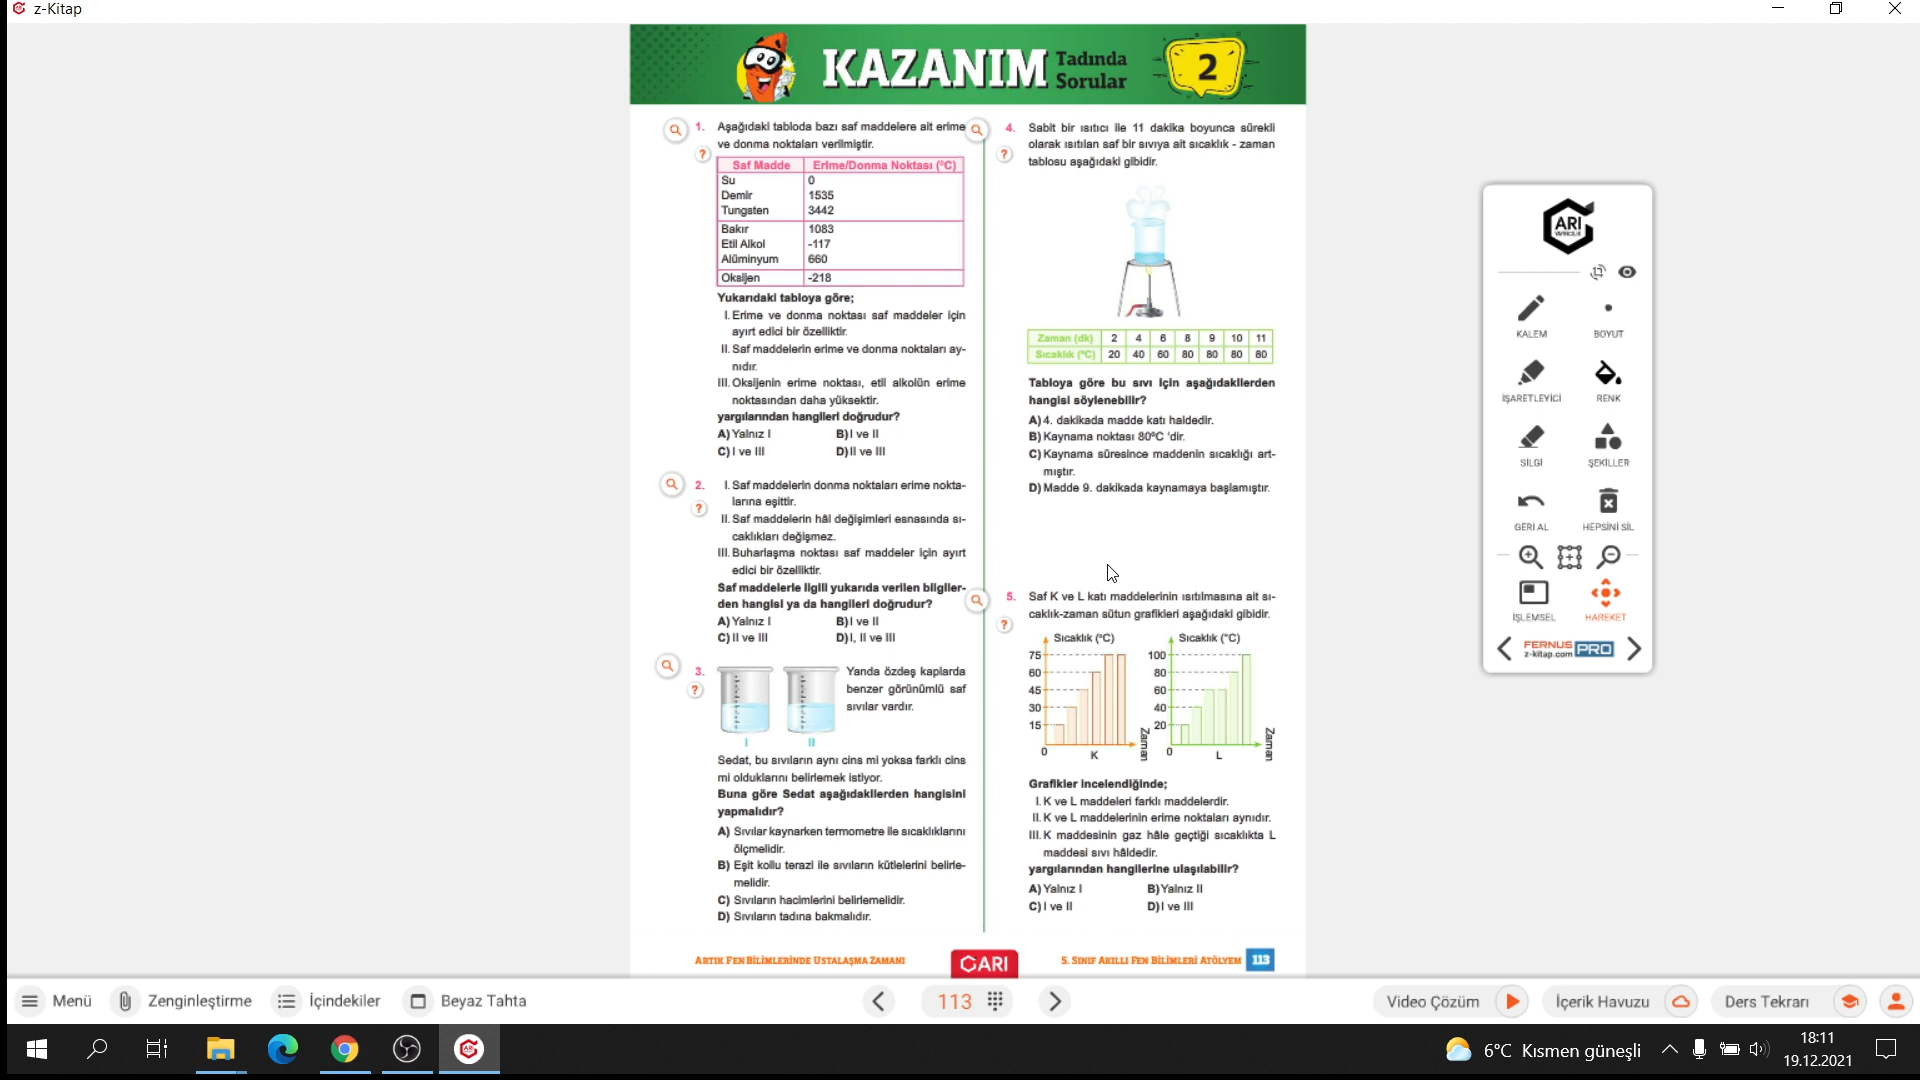 z-Kitap
KAZANIM Tadında Sorular 2
1. Aşağıdaki tabloda bazı saf maddelere ait erime
ve donma noktaları verilmiştir.
Saf Madde Erime/Donma Noktası (°C)
Su 0
Demir 1535
Tungsten 3442
Bakır 1083
Etil Alkol -117
Alüminyum 660
Oksijen -218
Yukarıdaki tabloya göre;
I. Erime ve donma noktası saf maddeler için
ayırt edici bir özelliktir.
II. Saf maddelerin erime ve donma noktaları ay-
nıdır.
III. Oksijenin erime noktası, etil alkolün erime
noktasından daha yüksektir.
yargılarından hangileri doğrudur?
A) Yalnız I B) I ve II
C) I ve III D) II ve III
2. I. Saf maddelerin donma noktaları erime nokta-
larına eşittir.
II. Saf maddelerin hâl değişimleri esnasında sı-
caklıkları değişmez.
III. Buharlaşma noktası saf maddeler için ayırt
edici bir özelliktir.
Saf maddelerle ilgili yukarıda verilen bilgiler-
den hangisi ya da hangileri doğrudur?
A) Yalnız I B) I ve II
C) II ve III D) I, II ve III
3. Yanda özdeş kaplarda
benzer görünümlü saf
sıvılar vardır.
I II
Sedat, bu sıvıların aynı cins mi yoksa farklı cins
mi olduklarını belirlemek istiyor.
Buna göre Sedat aşağıdakilerden hangisini
yapmalıdır?
A) Sıvılar kaynarken termometre ile sıcaklıklarını
ölçmelidir.
B) Eşit kollu terazi ile sıvıların kütlelerini belirle-
melidir.
C) Sıvıların hacimlerini belirlemelidir.
D) Sıvıların tadına bakmalıdır.
4. Sabit bir ısıtıcı ile 11 dakika boyunca sürekli
olarak ısıtılan saf bir sıvıya ait sıcaklık - zaman
tablosu aşağıdaki gibidir.
Zaman (dk) 2 4 6 8 9 10 11
Sıcaklık (°C) 20 40 60 80 80 80 80
Tabloya göre bu sıvı için aşağıdakilerden
hangisi söylenebilir?
A) 4. dakikada madde katı haldedir.
B) Kaynama noktası 80°C 'dir.
C) Kaynama süresince maddenin sıcaklığı art-
mıştır.
D) Madde 9. dakikada kaynamaya başlamıştır.
5. Saf K ve L katı maddelerinin ısıtılmasına ait sı-
caklık-zaman sütun grafikleri aşağıdaki gibidir.
Sıcaklık (°C)
75
60
45
30
15
0
K
Zaman
Sıcaklık (°C)
100
80
60
40
20
0
L
Zaman
Grafikler incelendiğinde;
I. K ve L maddeleri farklı maddelerdir.
II. K ve L maddelerinin erime noktaları aynıdır.
III. K maddesinin gaz hâle geçtiği sıcaklıkta L
maddesi sıvı hâldedir.
yargılarından hangilerine ulaşılabilir?
A) Yalnız I B) Yalnız II
C) I ve II D) I ve III
ARTIK FEN BİLİMLERİNDE USTALAŞMA ZAMANI
ARI
5. SINIF AKILLI FEN BİLİMLERİ ATÖLYEM 113
ARI
YAYINCILIK
KALEM BOYUT
İŞARETLEYİCİ RENK
SİLGİ ŞEKİLLER
GERİ AL HEPSİNİ SİL
İŞLEMSEL HAREKET
FERNUS
z-kitap.com PRO
Menü Zenginleştirme İçindekiler Beyaz Tahta 113 Video Çözüm İçerik Havuzu Ders Tekrarı
6°C Kısmen güneşli
18:11
19.12.2021